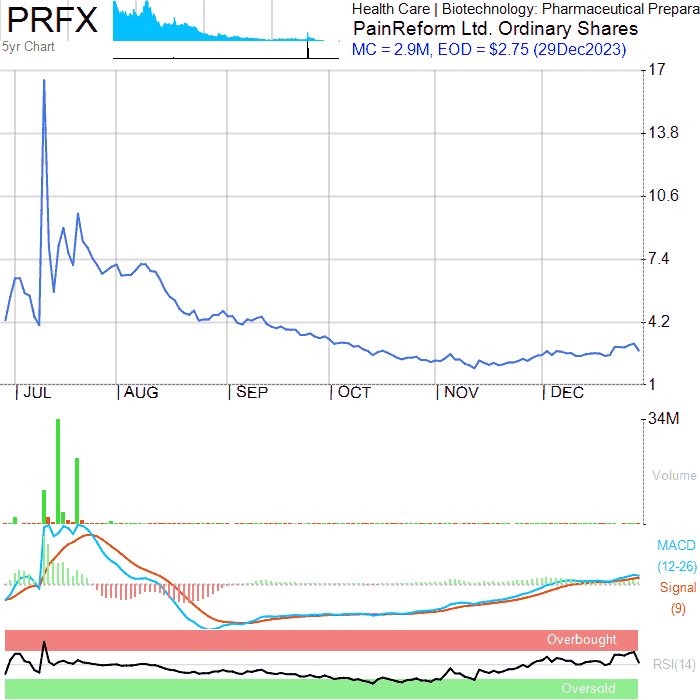 PRFX
5yr Chart
Health Care | Biotechnology: Pharmaceutical Prepara
PainReform Ltd. Ordinary Shares
MC = 2.9M, EOD = $2.75 (29Dec2023)
17
13.8
10.6
7.4
4.2
1
JUL AUG SEP OCT NOV DEC
34M
Volume
MACD
(12-26)
Signal
(9)
Overbought
RSI(14)
Oversold